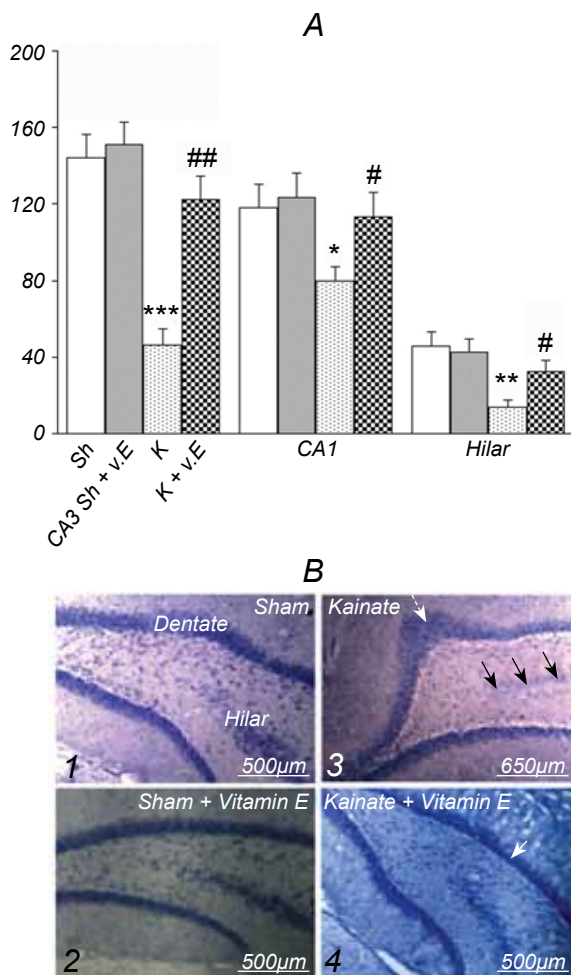 A
200
160
120
80
40
0
***
##
*
#
**
#
Sh
CA3 Sh + v.E
K
K + v.E
CA1
Hilar
B
Sham
Dentate
Hilar
1
500µm
Kainate
3
650µm
Sham + Vitamin E
2
500µm
Kainate + Vitamin E
4
500µm